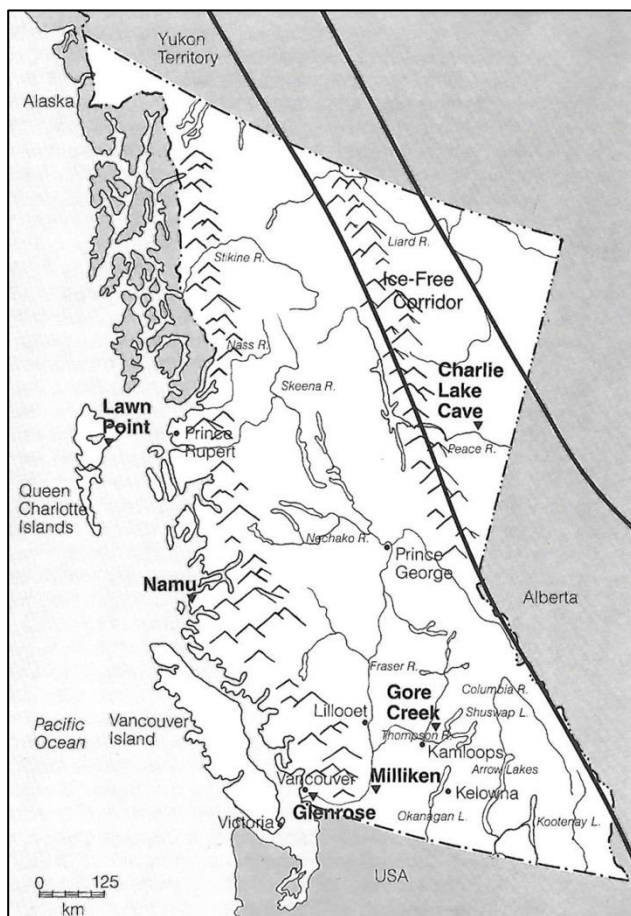 Yukon
Territory
Alaska
Liard R.
Stikine R.
Ice-Free
Corridor
Nass R.
Charlie
Lake
Cave
Skeena R.
Lawn
Point
Prince
Rupert
Peace R.
Queen
Charlotte
Islands
Nechako R.
Prince
George
Namu
Alberta
Fraser R.
Gore
Creek
Columbia R.
Shuswap L.
Pacific
Ocean
Vancouver
Island
Lillooet
Thompson R.
Kamloops
Arrow Lakes
Vancouver
Milliken
Kelowna
Glenrose
Okanagan L.
Kootenay L.
Victoria
USA
0 125
km